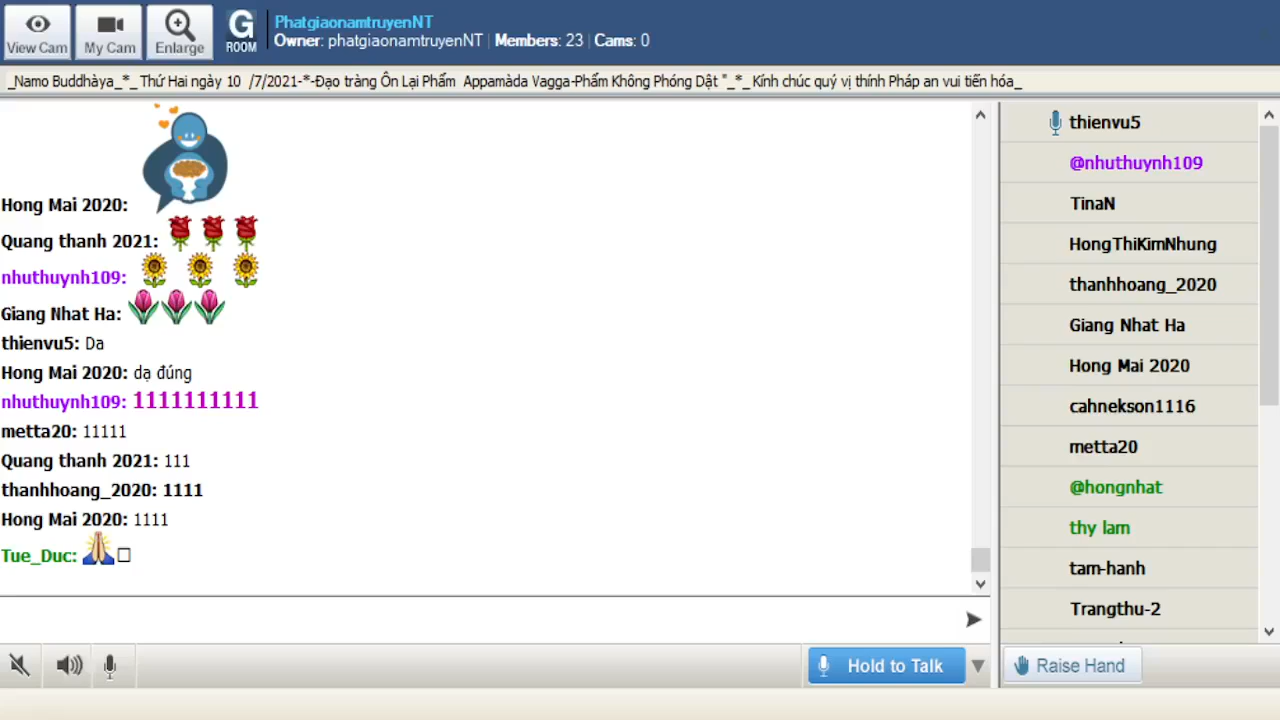 View Cam
My Cam
Enlarge
G
ROOM
PhatgiaonamtruyenNT
Owner: phatgiaonamtruyenNT | Members: 23 | Cams: 0
_Namo Buddhàya_*_ Thứ Hai ngày 10 /7/2021-*-Đạo tràng Ôn Lại Phẩm Appamàda Vagga-Phẩm Không Phóng Dật "_*_ Kính chúc quý vị thính Pháp an vui tiến hóa_
Hong Mai 2020:
Quang thanh 2021:
nhuthuynh109:
Giang Nhat Ha:
thienvu5: Da
Hong Mai 2020: dạ đúng
nhuthuynh109: 1111111111
metta20: 11111
Quang thanh 2021: 111
thanhhoang_2020: 1111
Hong Mai 2020: 1111
Tue_Duc:
thienvu5
@nhuthuynh109
TinaN
HongThiKimNhung
thanhhoang_2020
Giang Nhat Ha
Hong Mai 2020
cahnekson1116
metta20
@hongnhat
thy lam
tam-hanh
Trangthu-2
Hold to Talk
Raise Hand